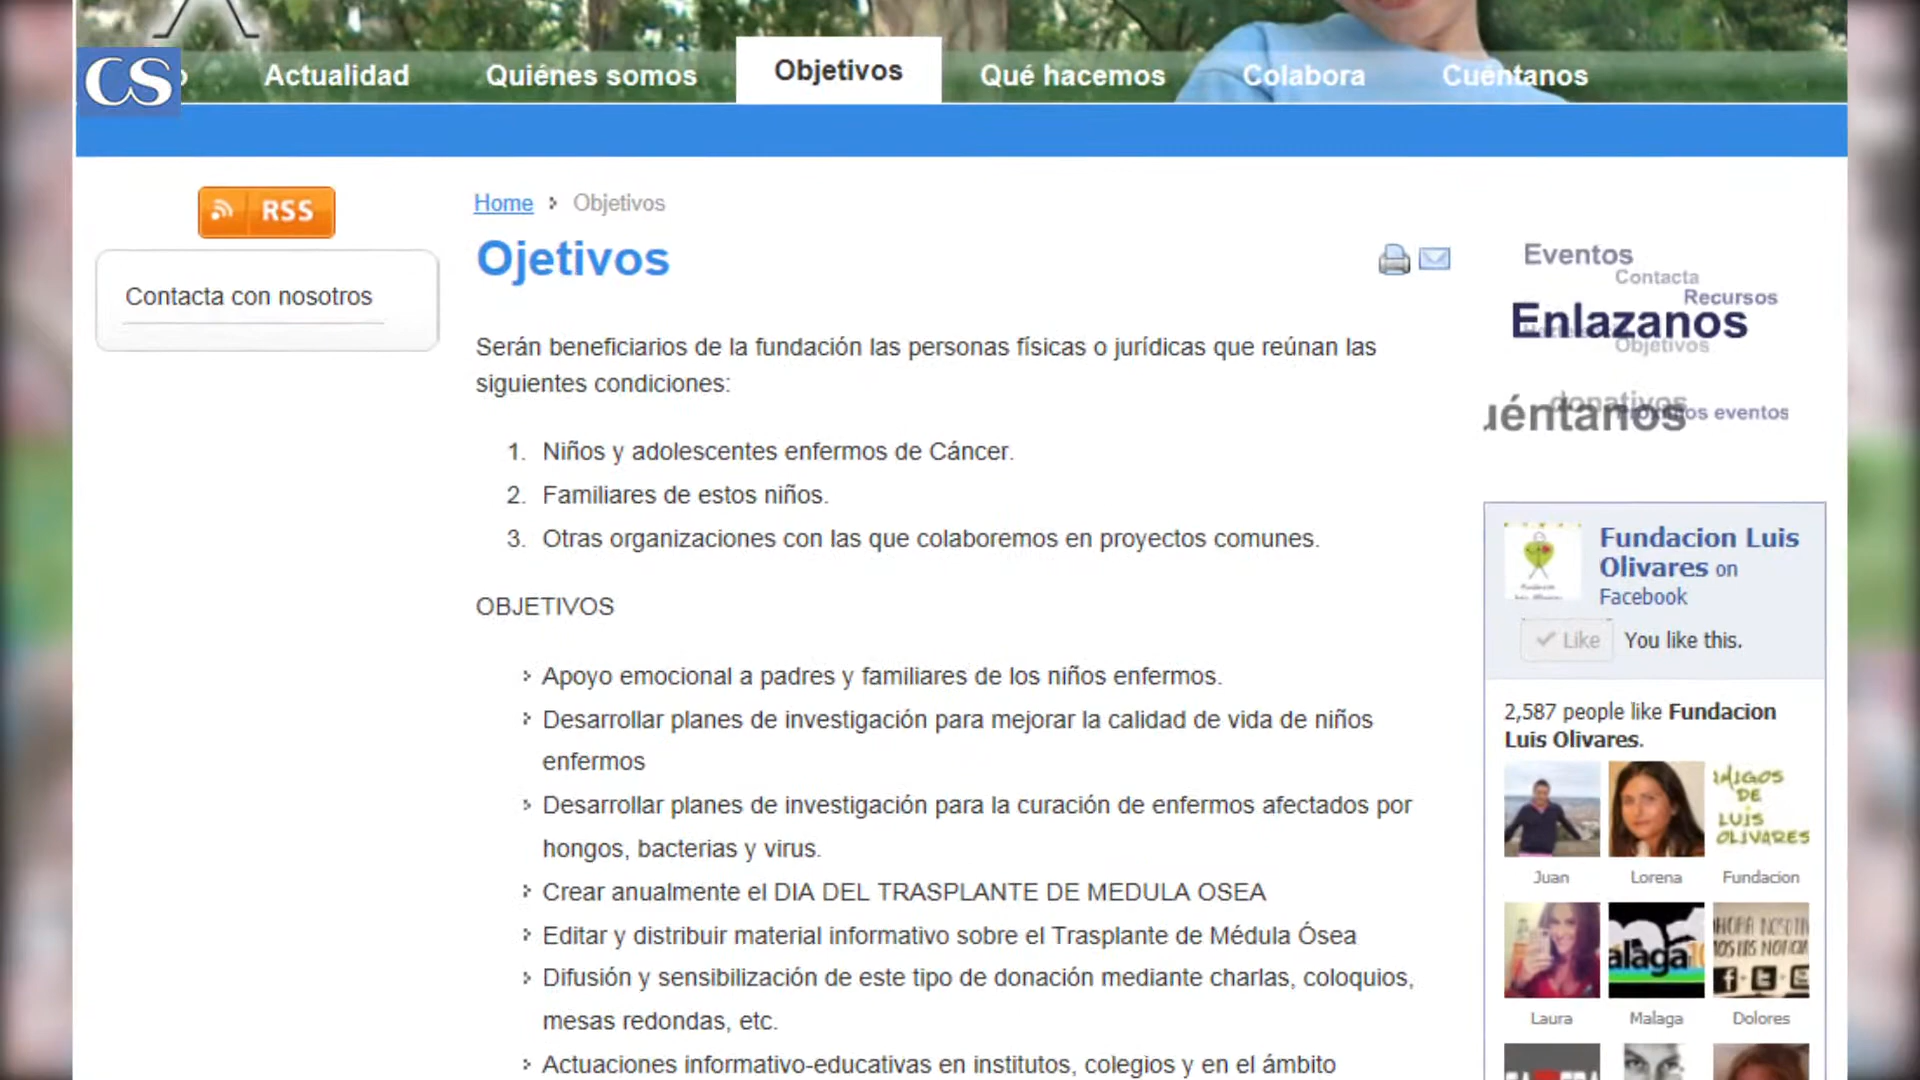 CS
Actualidad
Quiénes somos
Objetivos
Qué hacemos
Colabora
Cuéntanos
RSS
Contacta con nosotros
Home › Objetivos
Ojetivos
Serán beneficiarios de la fundación las personas físicas o jurídicas que reúnan las
siguientes condiciones:
1. Niños y adolescentes enfermos de Cáncer.
2. Familiares de estos niños.
3. Otras organizaciones con las que colaboremos en proyectos comunes.
OBJETIVOS
Apoyo emocional a padres y familiares de los niños enfermos.
Desarrollar planes de investigación para mejorar la calidad de vida de niños
enfermos
Desarrollar planes de investigación para la curación de enfermos afectados por
hongos, bacterias y virus.
Crear anualmente el DIA DEL TRASPLANTE DE MEDULA OSEA
Editar y distribuir material informativo sobre el Trasplante de Médula Ósea
Difusión y sensibilización de este tipo de donación mediante charlas, coloquios,
mesas redondas, etc.
Actuaciones informativo-educativas en institutos, colegios y en el ámbito
Eventos
Contacta
Recursos
Enlazanos
Objetivos
donativos
uéntanos
eventos
Fundacion Luis
Olivares on
Facebook
Like You like this.
2,587 people like Fundacion
Luis Olivares.
AMIGOS
DE
LUIS
OLIVARES
Juan
Lorena
Fundacion
alaga
Laura
Malaga
Dolores